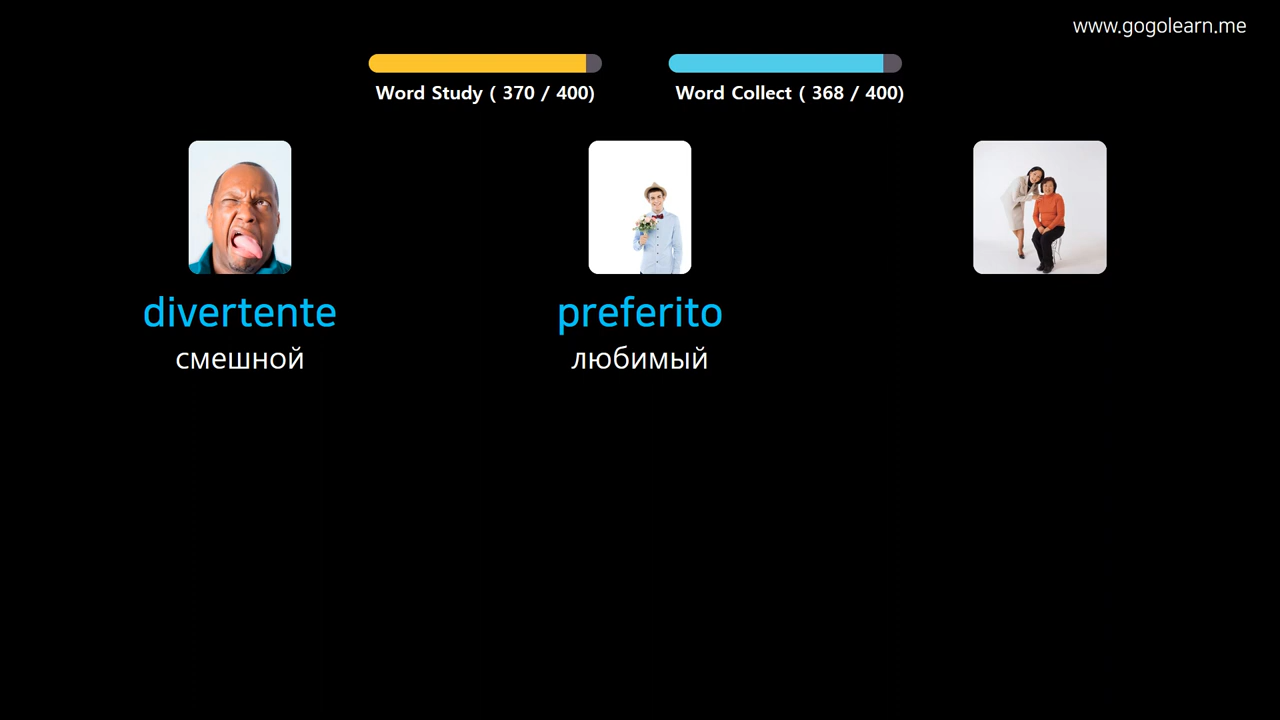 www.gogolearn.me
Word Study ( 370 / 400)
Word Collect ( 368 / 400)
divertente
смешной
preferito
любимый